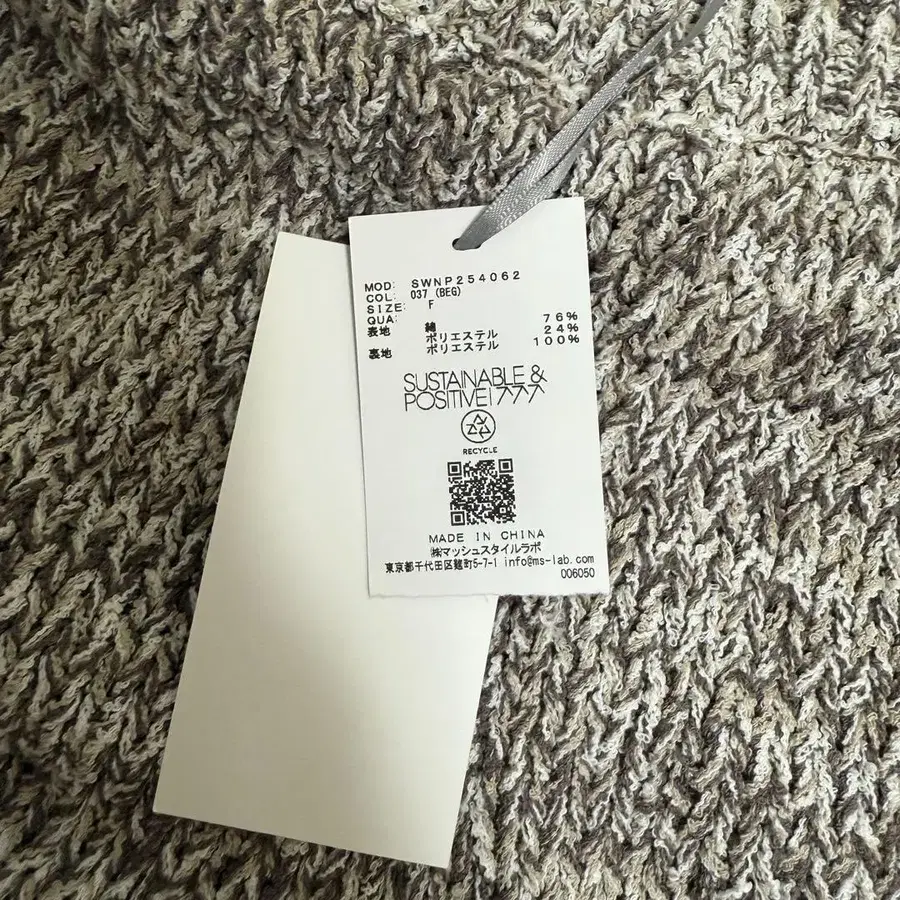 MOD: SWNP254062
COL: 037 (BEG)
SIZE: F
QUA:
表地 綿 76%
ポリエステル 24%
裏地 ポリエステル 100%
SUSTAINABLE &
POSITIVE! 777
RECYCLE
MADE IN CHINA
㈱マッシュスタイルラボ
東京都千代田区麹町5-7-1 info@ms-lab.com
006050